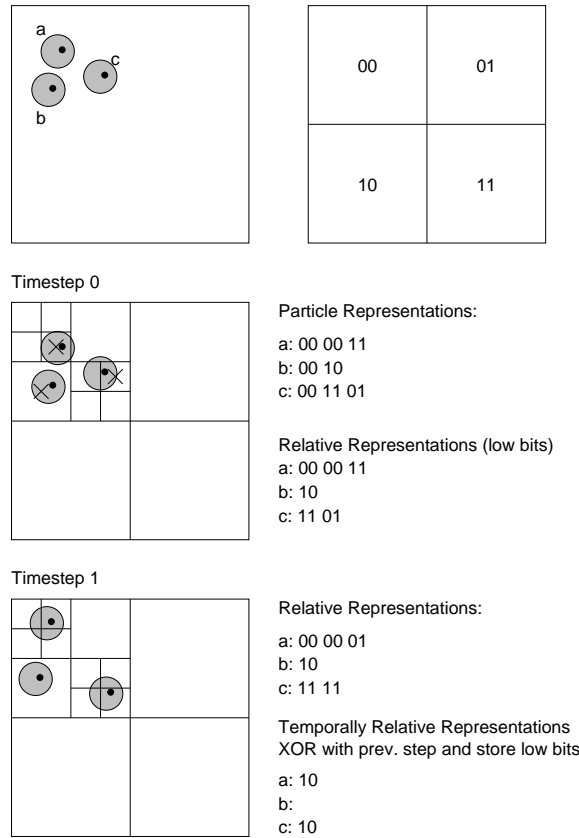 a
c
b
00 01
10 11
Timestep 0
Particle Representations:
a: 00 00 11
b: 00 10
c: 00 11 01
Relative Representations (low bits)
a: 00 00 11
b: 10
c: 11 01
Timestep 1
Relative Representations:
a: 00 00 01
b: 10
c: 11 11
Temporally Relative Representations
XOR with prev. step and store low bits
a: 10
b:
c: 10